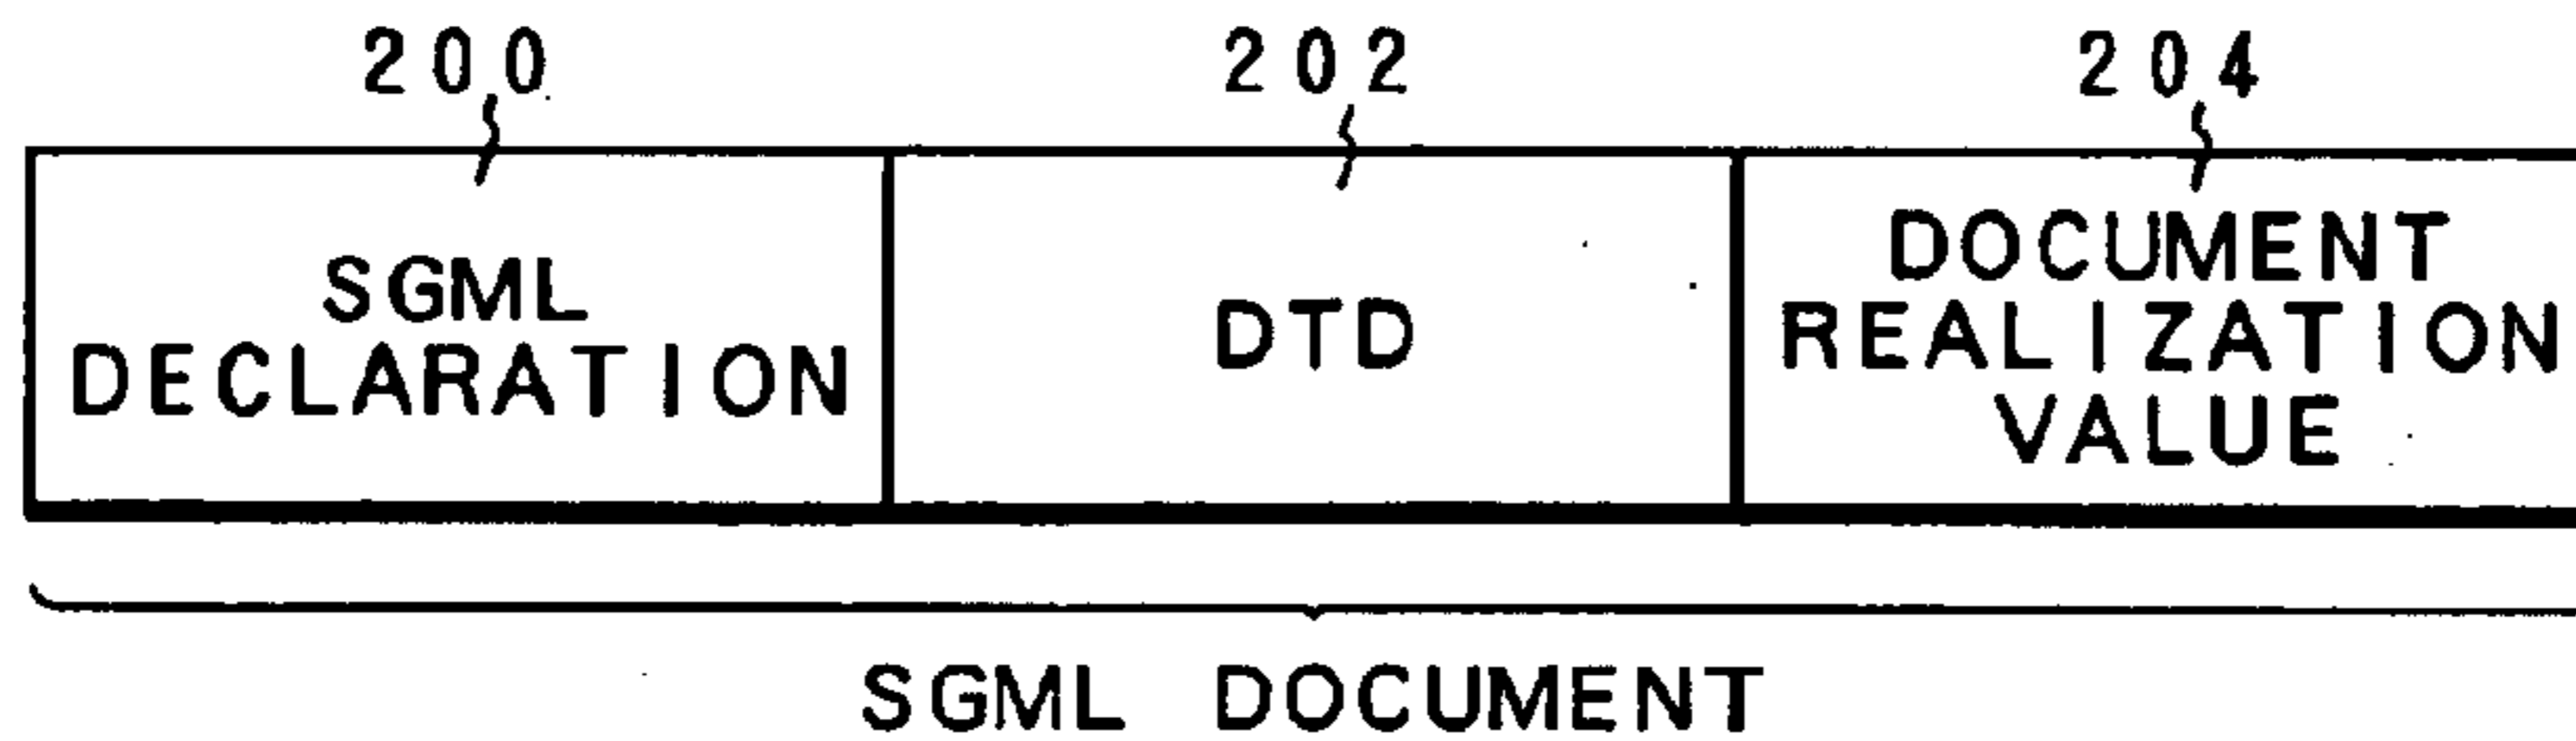 200 202 204
SGML
DECLARATION
DTD
DOCUMENT
REALIZATION
VALUE
SGML DOCUMENT